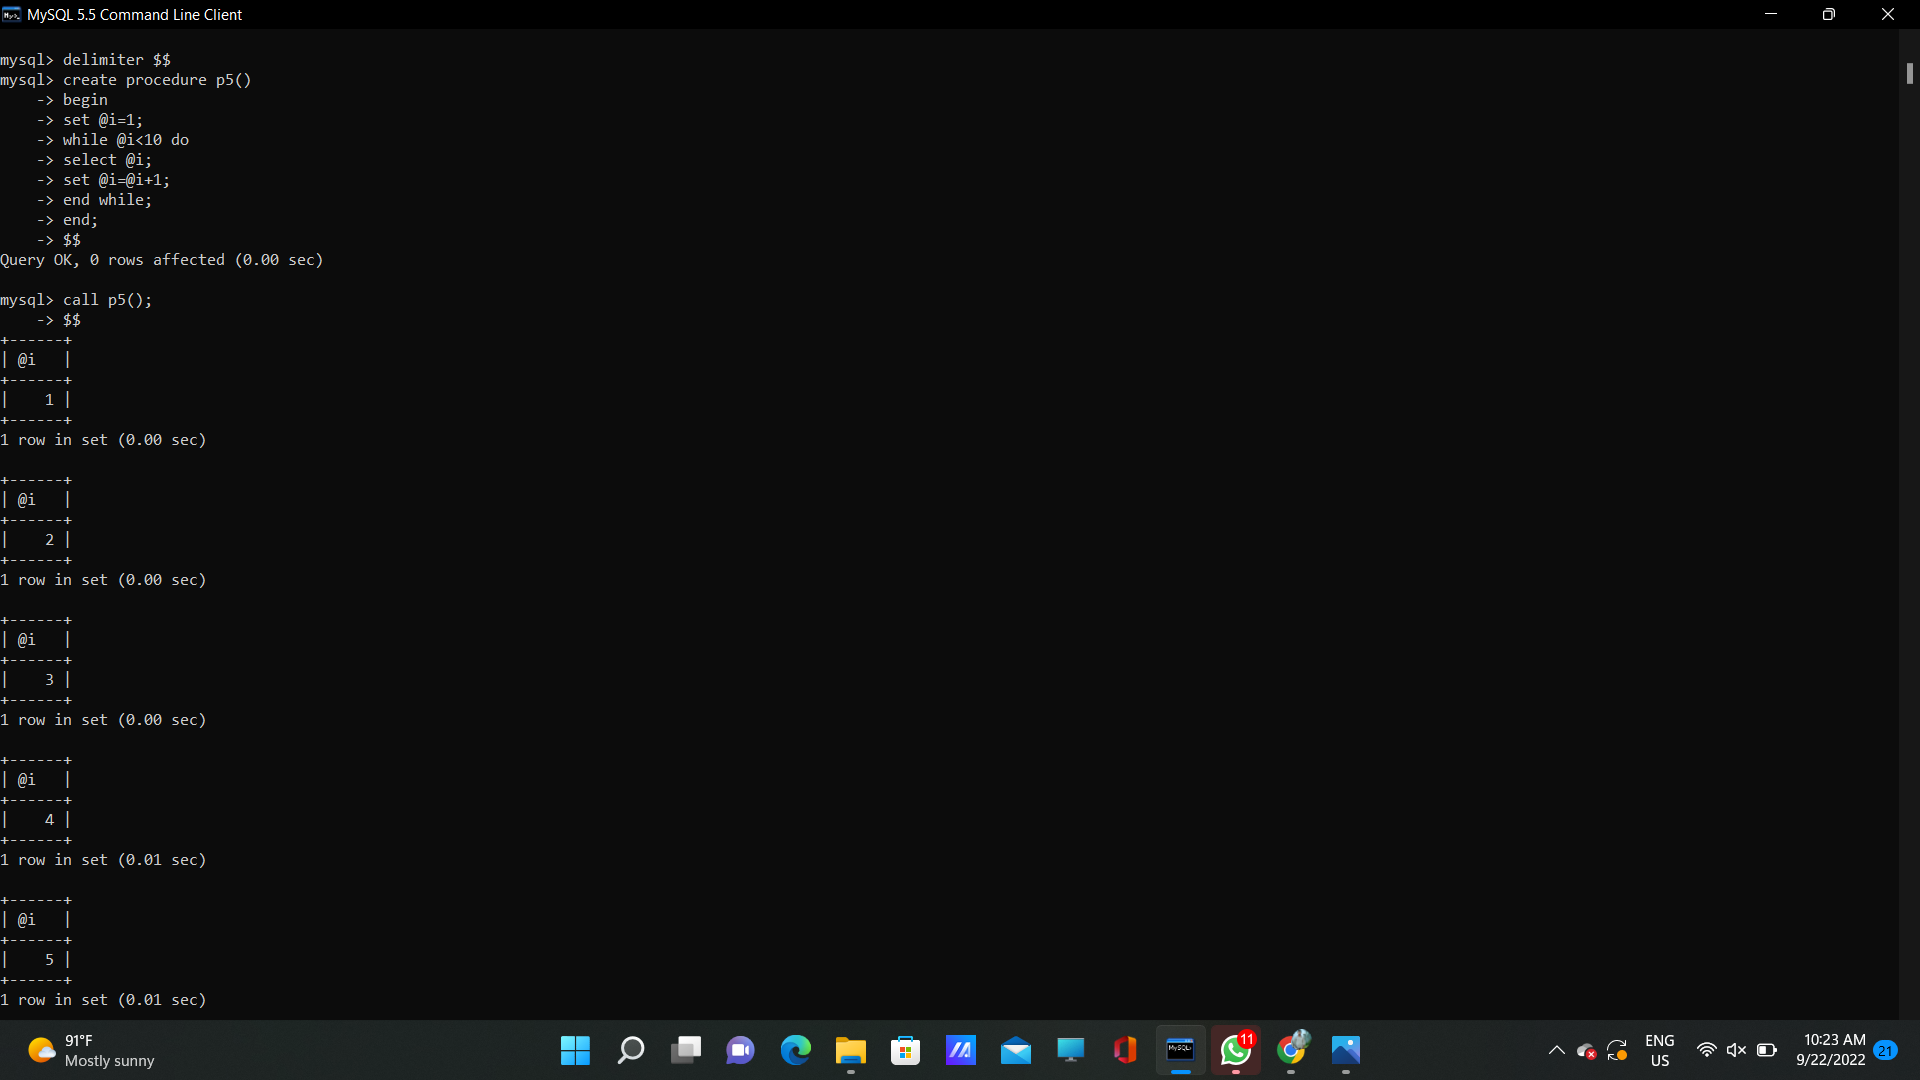 MySQL 5.5 Command Line Client
mysql> delimiter $$
mysql> create procedure p5()
    -> begin
    -> set @i=1;
    -> while @i<10 do
    -> select @i;
    -> set @i=@i+1;
    -> end while;
    -> end;
    -> $$
Query OK, 0 rows affected (0.00 sec)
mysql> call p5();
    -> $$
+------+
| @i   |
+------+
|    1 |
+------+
1 row in set (0.00 sec)
+------+
| @i   |
+------+
|    2 |
+------+
1 row in set (0.00 sec)
+------+
| @i   |
+------+
|    3 |
+------+
1 row in set (0.00 sec)
+------+
| @i   |
+------+
|    4 |
+------+
1 row in set (0.01 sec)
+------+
| @i   |
+------+
|    5 |
+------+
1 row in set (0.01 sec)
91°F
Mostly sunny
MySQL
11
ENG
US
10:23 AM
9/22/2022
21